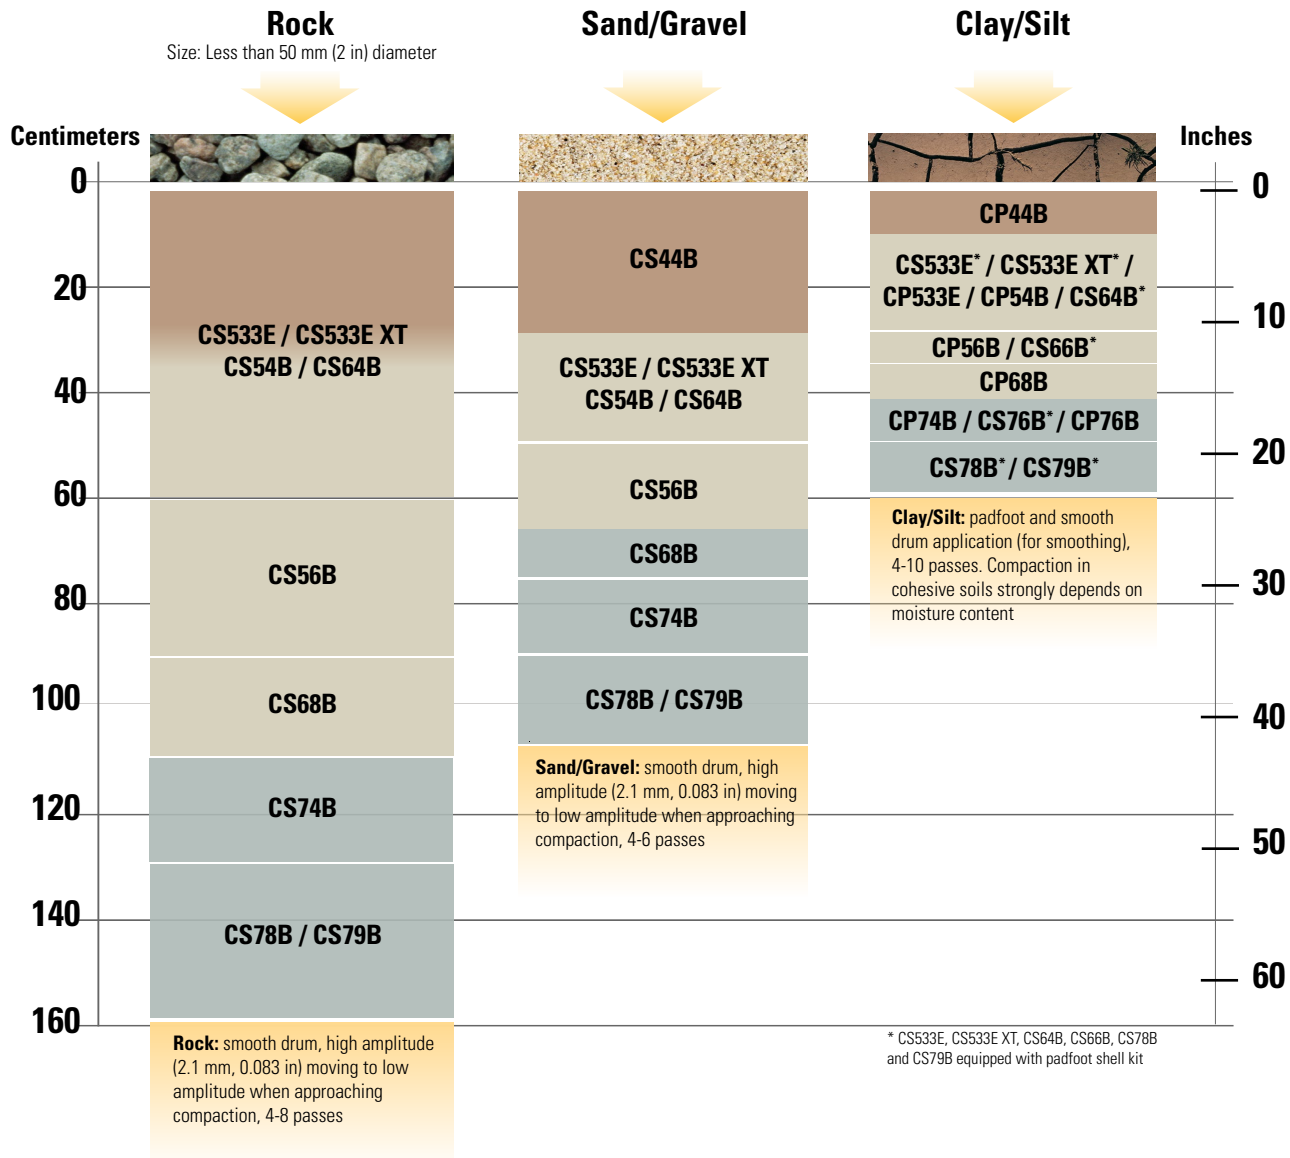 Rock
Size: Less than 50 mm (2 in) diameter
Sand/Gravel
Clay/Silt
Centimeters
0
20
40
60
80
100
120
140
160
CS533E / CS533E XT
CS54B / CS64B
CS56B
CS68B
CS74B
CS78B / CS79B
Rock: smooth drum, high amplitude
(2.1 mm, 0.083 in) moving to low
amplitude when approaching
compaction, 4-8 passes
CS44B
CS533E / CS533E XT
CS54B / CS64B
CS56B
CS68B
CS74B
CS78B / CS79B
Sand/Gravel: smooth drum, high
amplitude (2.1 mm, 0.083 in) moving
to low amplitude when approaching
compaction, 4-6 passes
CP44B
CS533E* / CS533E XT* /
CP533E / CP54B / CS64B*
CP56B / CS66B*
CP68B
CP74B / CS76B* / CP76B
CS78B* / CS79B*
Clay/Silt: padfoot and smooth
drum application (for smoothing),
4-10 passes. Compaction in
cohesive soils strongly depends on
moisture content
* CS533E, CS533E XT, CS64B, CS66B, CS78B
and CS79B equipped with padfoot shell kit
Inches
0
10
20
30
40
50
60